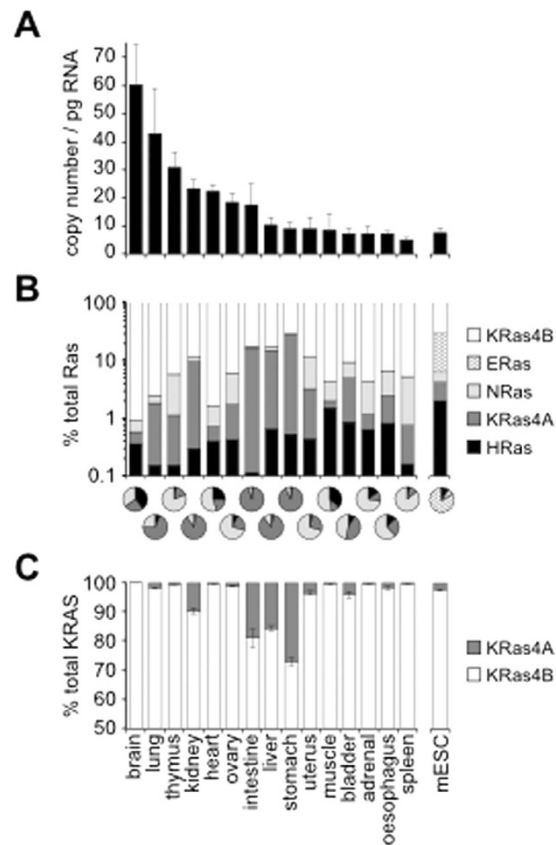 A
copy number / pg RNA
70
60
50
40
30
20
10
0
B
% total Ras
100
10
1
0.1
KRas4B
ERas
NRas
KRas4A
HRas
C
% total KRAS
100
90
80
70
60
50
KRas4A
KRas4B
brain
lung
thymus
kidney
heart
ovary
intestine
liver
stomach
uterus
muscle
bladder
adrenal
oesophagus
spleen
mESC